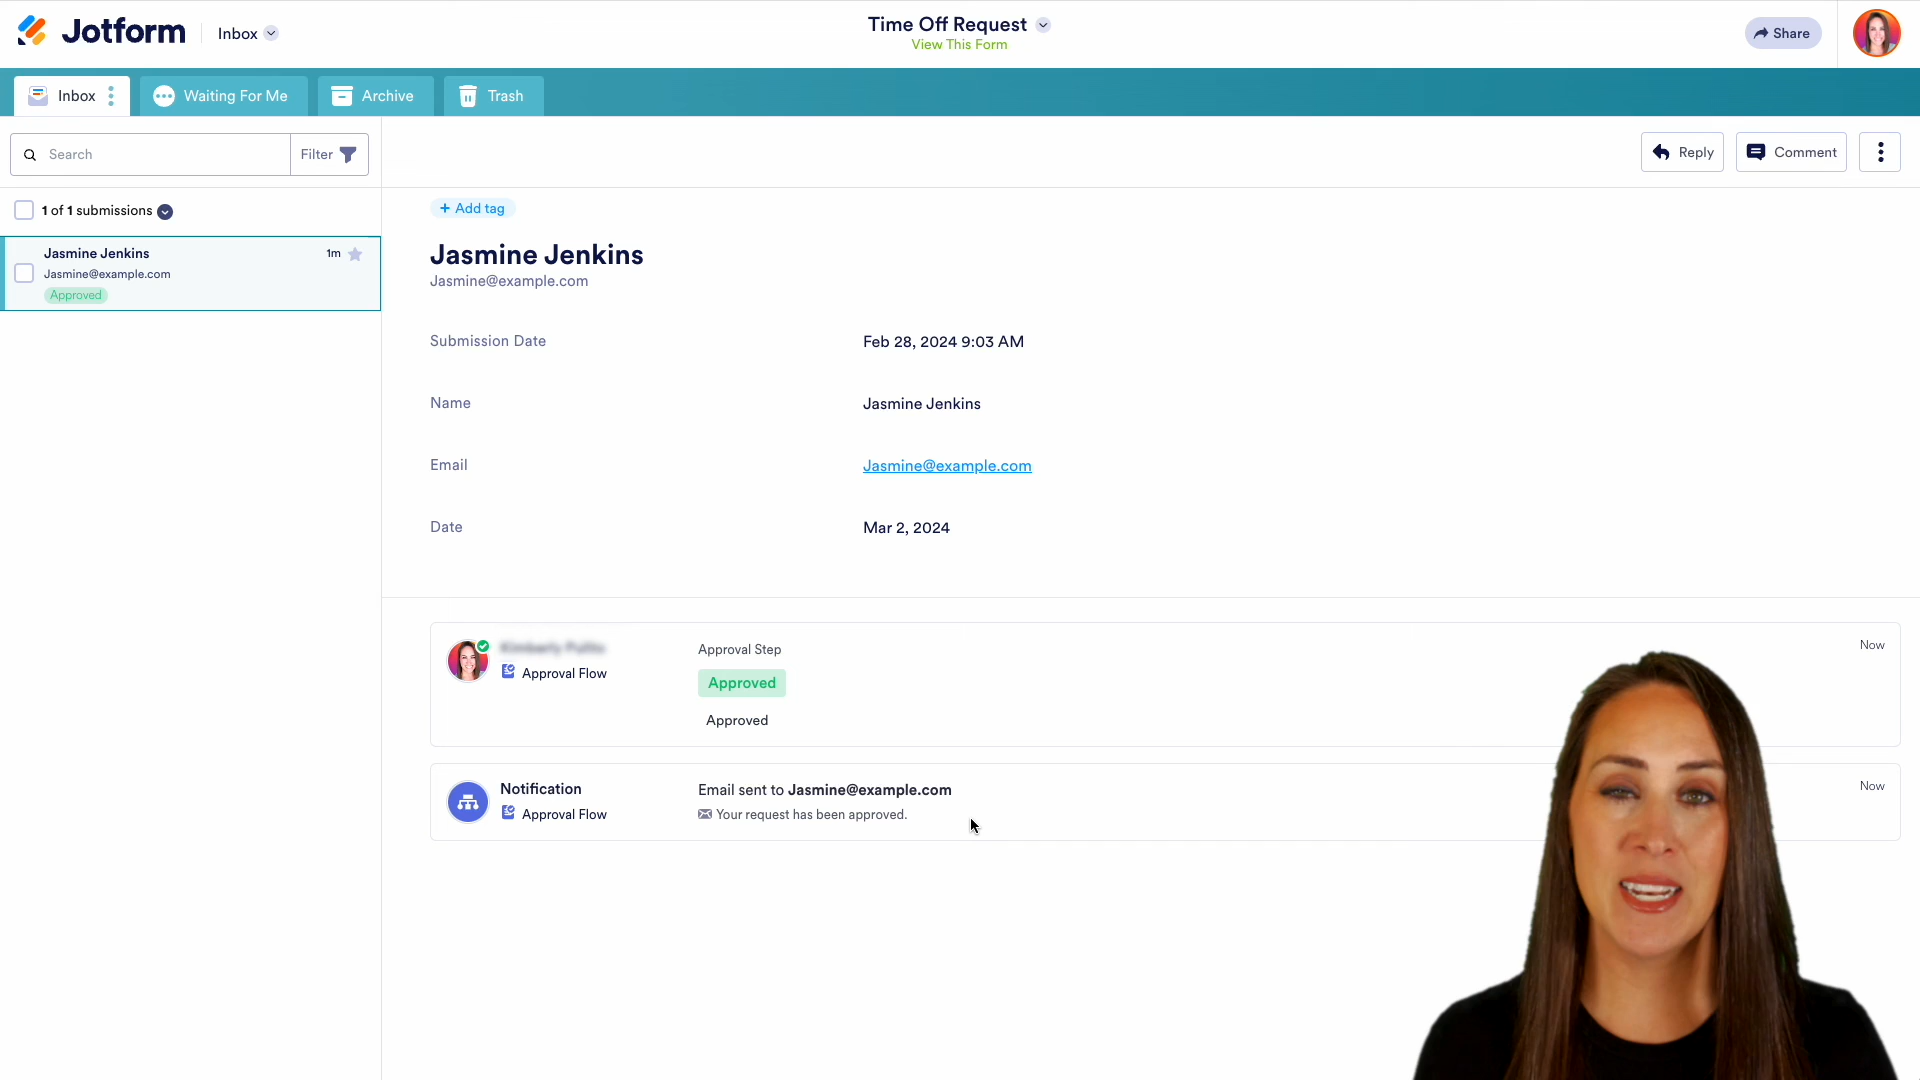 Jotform
Inbox
Time Off Request
View This Form
Share
Inbox
Waiting For Me
Archive
Trash
Search
Filter
Reply
Comment
1 of 1 submissions
Jasmine Jenkins
1m
Jasmine@example.com
Approved
+ Add tag
Jasmine Jenkins
Jasmine@example.com
Submission Date
Feb 28, 2024 9:03 AM
Name
Jasmine Jenkins
Email
Jasmine@example.com
Date
Mar 2, 2024
Approval Flow
Approval Step
Approved
Approved
Now
Notification
Approval Flow
Email sent to Jasmine@example.com
Your request has been approved.
Now